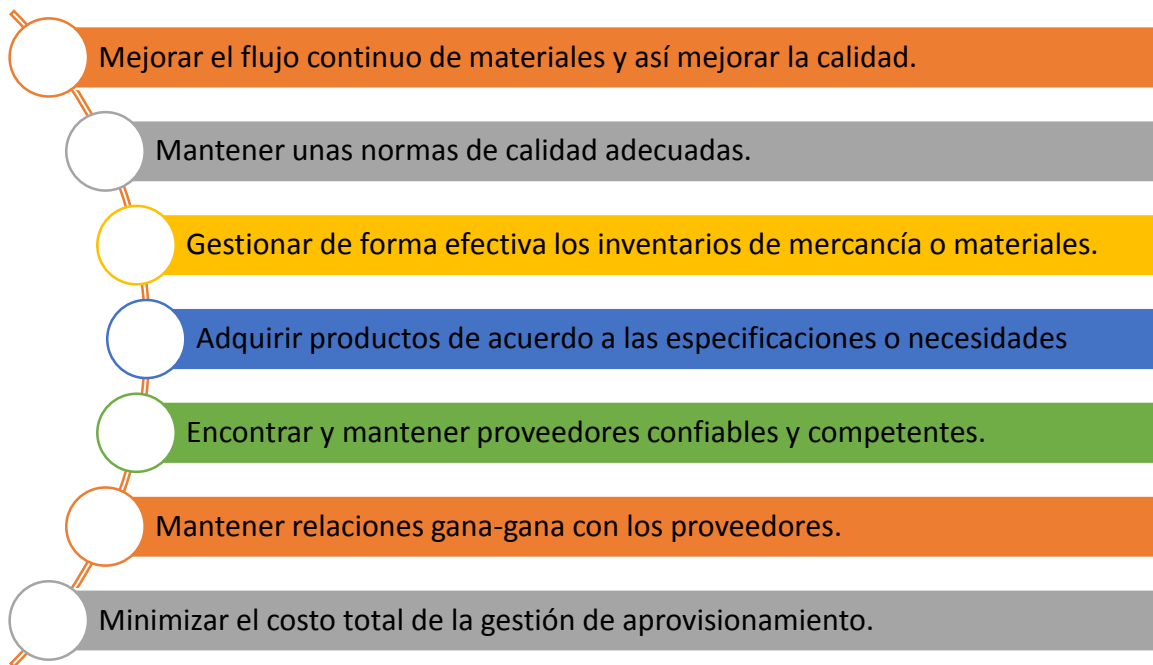 Mejorar el flujo continuo de materiales y así mejorar la calidad.
Mantener unas normas de calidad adecuadas.
Gestionar de forma efectiva los inventarios de mercancía o materiales.
Adquirir productos de acuerdo a las especificaciones o necesidades
Encontrar y mantener proveedores confiables y competentes.
Mantener relaciones gana-gana con los proveedores.
Minimizar el costo total de la gestión de aprovisionamiento.